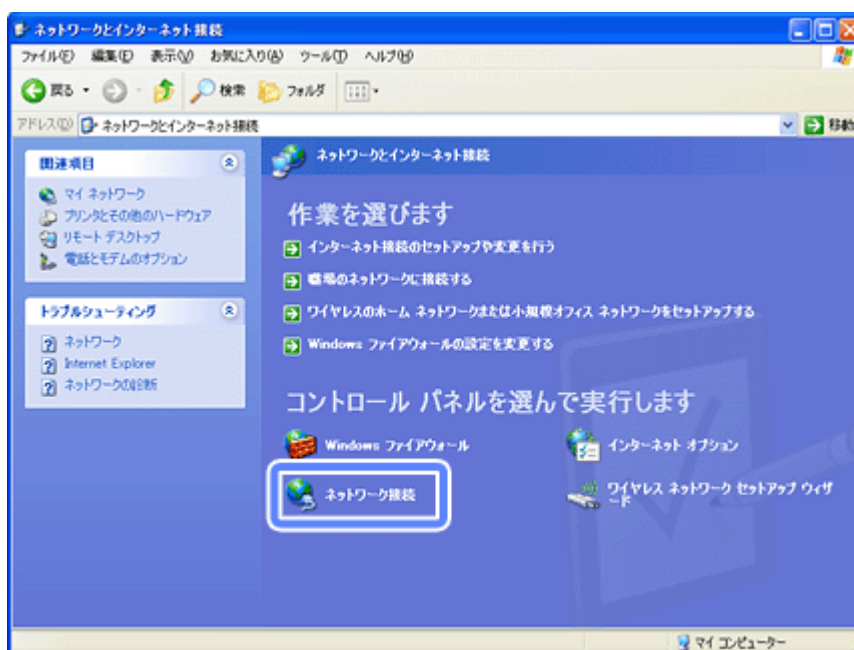 ネットワークとインターネット接続
ファイル(F) 編集(E) 表示(V) お気に入り(A) ツール(T) ヘルプ(H)
戻る 検索 フォルダ
アドレス(D) ネットワークとインターネット接続 移動
関連項目
マイ ネットワーク
プリンタとその他のハードウェア
リモート デスクトップ
電話とモデムのオプション
トラブルシューティング
ネットワーク
Internet Explorer
ネットワークの診断
ネットワークとインターネット接続
作業を選びます
インターネット接続のセットアップや変更を行う
職場のネットワークに接続する
ワイヤレスのホーム ネットワークまたは小規模オフィス ネットワークをセットアップする
Windows ファイアウォールの設定を変更する
コントロール パネルを選んで実行します
Windows ファイアウォール
インターネット オプション
ネットワーク接続
ワイヤレス ネットワーク セットアップ ウィザ
ード
マイ コンピューター